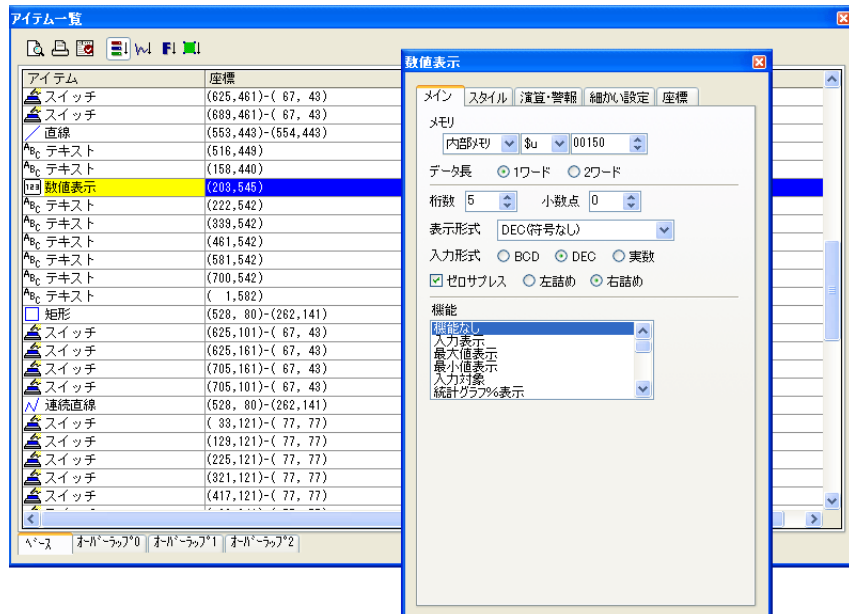 アイテム一覧
アイテム 座標
スイッチ (625,461)-( 67, 43)
スイッチ (689,461)-( 67, 43)
直線 (553,443)-(554,443)
テキスト (516,449)
テキスト (158,440)
数値表示 (203,545)
テキスト (222,542)
テキスト (339,542)
テキスト (461,542)
テキスト (581,542)
テキスト (700,542)
テキスト ( 1,582)
矩形 (528, 80)-(262,141)
スイッチ (625,101)-( 67, 43)
スイッチ (625,161)-( 67, 43)
スイッチ (705,161)-( 67, 43)
スイッチ (705,101)-( 67, 43)
連続直線 (528, 80)-(262,141)
スイッチ ( 33,121)-( 77, 77)
スイッチ (129,121)-( 77, 77)
スイッチ (225,121)-( 77, 77)
スイッチ (321,121)-( 77, 77)
スイッチ (417,121)-( 77, 77)
ﾍﾞｰｽ ｵｰﾊﾞｰﾗｯﾌﾟ0 ｵｰﾊﾞｰﾗｯﾌﾟ1 ｵｰﾊﾞｰﾗｯﾌﾟ2
数値表示
メイン スタイル 演算・警報 細かい設定 座標
メモリ
内部ﾒﾓﾘ $u 00150
データ長 1ワード 2ワード
桁数 5 小数点 0
表示形式 DEC(符号なし)
入力形式 BCD DEC 実数
ゼロサプレス 左詰め 右詰め
機能
機能なし
入力表示
最大値表示
最小値表示
入力対象
統計グラフ%表示